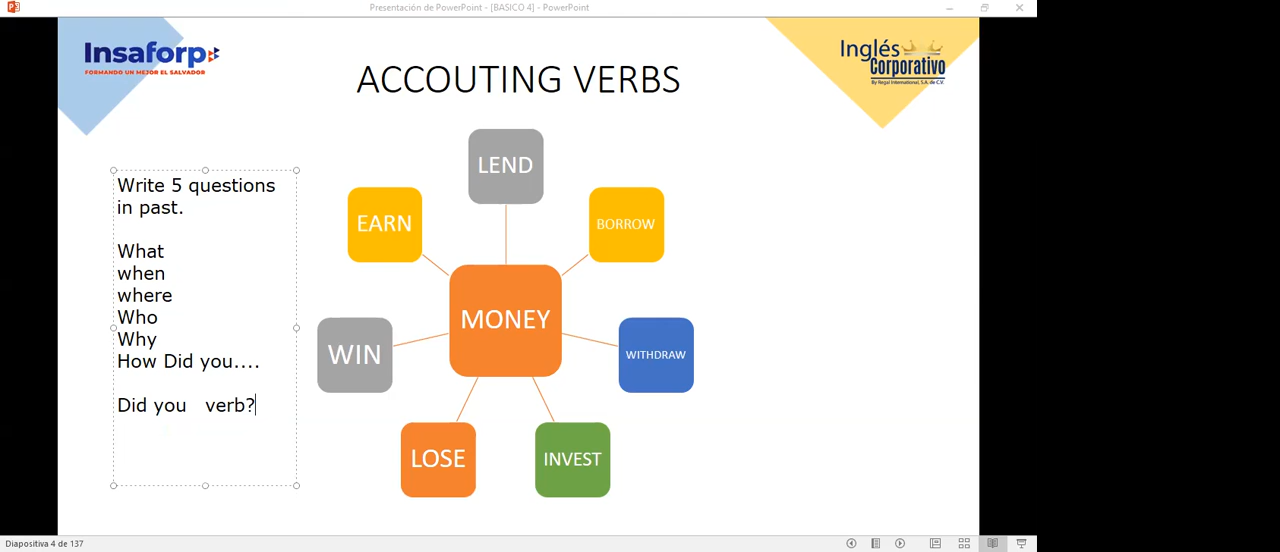 Presentación de PowerPoint - [BASICO 4] - PowerPoint
Insaforp
FORMANDO UN MEJOR EL SALVADOR
Inglés
Corporativo
By Regal International, S.A. de C.V.
ACCOUTING VERBS
Write 5 questions
in past.
What
when
where
Who
Why
How Did you....
Did you   verb?
LEND
EARN
BORROW
MONEY
WIN
WITHDRAW
LOSE
INVEST
Diapositiva 4 de 137